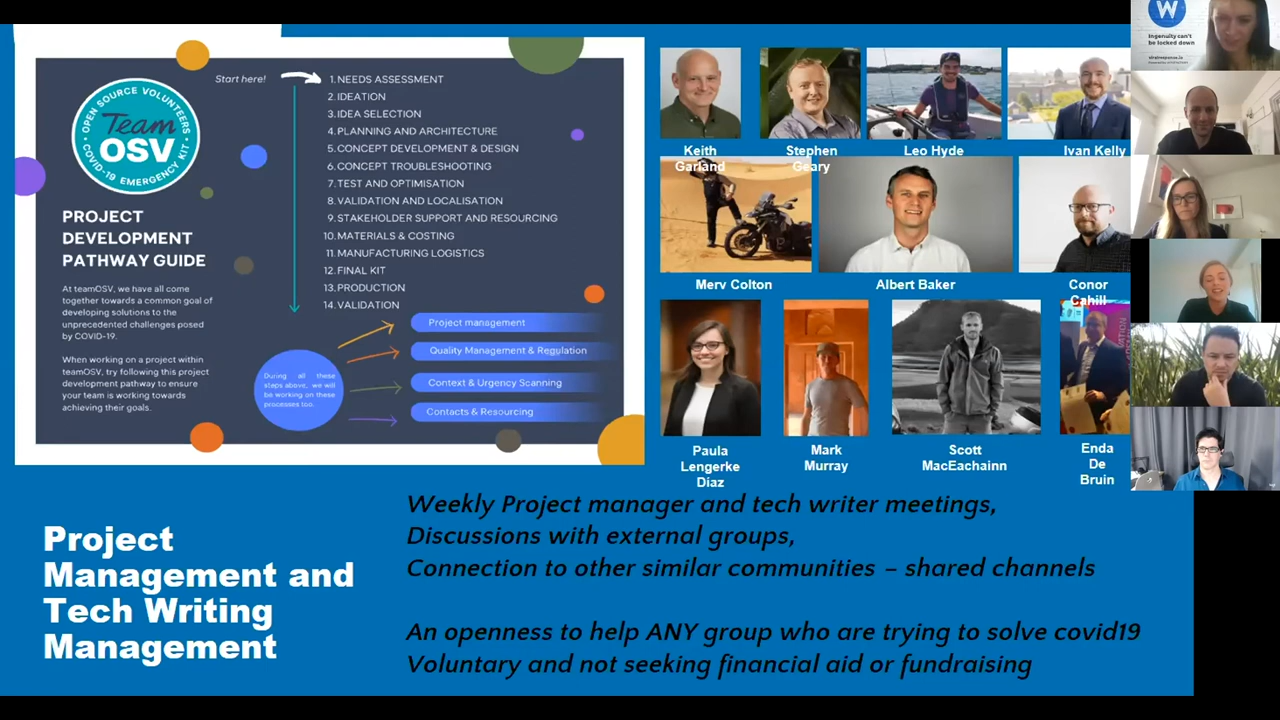 OPEN SOURCE VOLUNTEERS
Team
OSV
COVID-19 EMERGENCY KIT
PROJECT
DEVELOPMENT
PATHWAY GUIDE
At teamOSV, we have all come
together towards a common goal of
developing solutions to the
unprecedented challenges posed
by COVID-19.
When working on a project within
teamOSV, try following this project
development pathway to ensure
your team is working towards
achieving their goals.
Start here!
1. NEEDS ASSESSMENT
2. IDEATION
3. IDEA SELECTION
4. PLANNING AND ARCHITECTURE
5. CONCEPT DEVELOPMENT & DESIGN
6. CONCEPT TROUBLESHOOTING
7. TEST AND OPTIMISATION
8. VALIDATION AND LOCALISATION
9. STAKEHOLDER SUPPORT AND RESOURCING
10. MATERIALS & COSTING
11. MANUFACTURING LOGISTICS
12. FINAL KIT
13. PRODUCTION
14. VALIDATION
During all these
steps above, we will
be working on these
processes too.
Project management
Quality Management & Regulation
Context & Urgency Scanning
Contacts & Resourcing
Keith
Garland
Stephen
Geary
Leo Hyde
Ivan Kelly
Merv Colton
Albert Baker
Conor
Cahill
Paula
Lengerke
Diaz
Mark
Murray
Scott
MacEachainn
Enda
De
Bruin
W
Ingenuity can't
be locked down
Project
Management and
Tech Writing
Management
Weekly Project manager and tech writer meetings,
Discussions with external groups,
Connection to other similar communities – shared channels
An openness to help ANY group who are trying to solve covid19
Voluntary and not seeking financial aid or fundraising